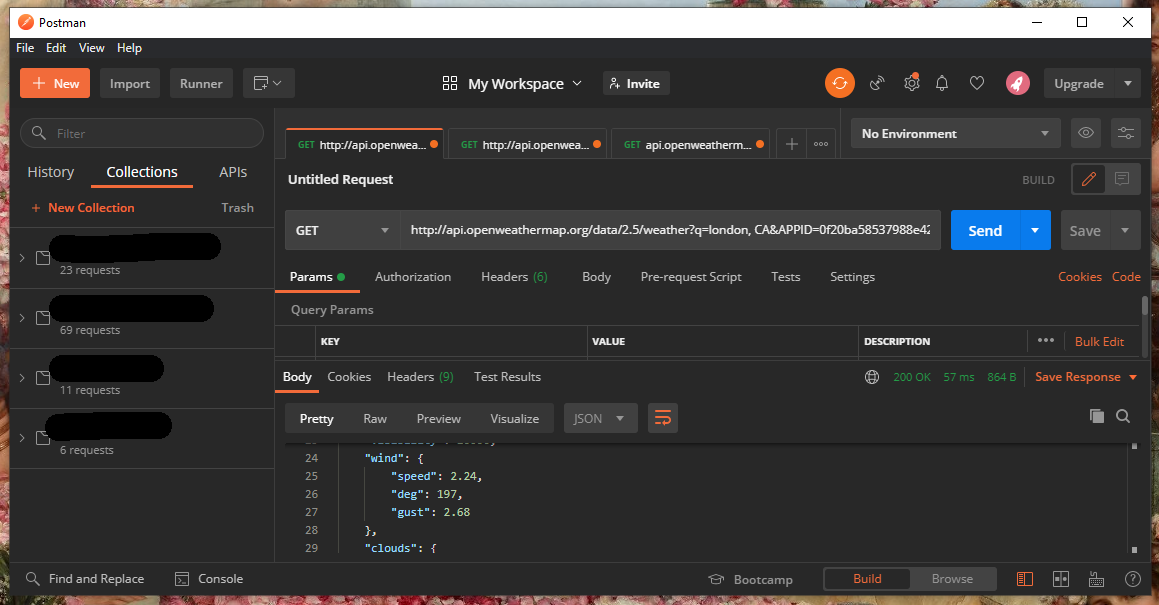 Postman
File Edit View Help
+ New Import Runner My Workspace Invite Upgrade
Filter
History Collections APIs
+ New Collection Trash
23 requests
69 requests
11 requests
6 requests
GET http://api.openwea... GET http://api.openwea... GET api.openweatherm... + ooo No Environment
Untitled Request BUILD
GET http://api.openweathermap.org/data/2.5/weather?q=london, CA&APPID=0f20ba58537988e42 Send Save
Params Authorization Headers (6) Body Pre-request Script Tests Settings Cookies Code
Query Params
KEY VALUE DESCRIPTION ••• Bulk Edit
Body Cookies Headers (9) Test Results 200 OK 57 ms 864 B Save Response
Pretty Raw Preview Visualize JSON
24 "wind": {
25 "speed": 2.24,
26 "deg": 197,
27 "gust": 2.68
28 },
29 "clouds": {
Find and Replace Console Bootcamp Build Browse